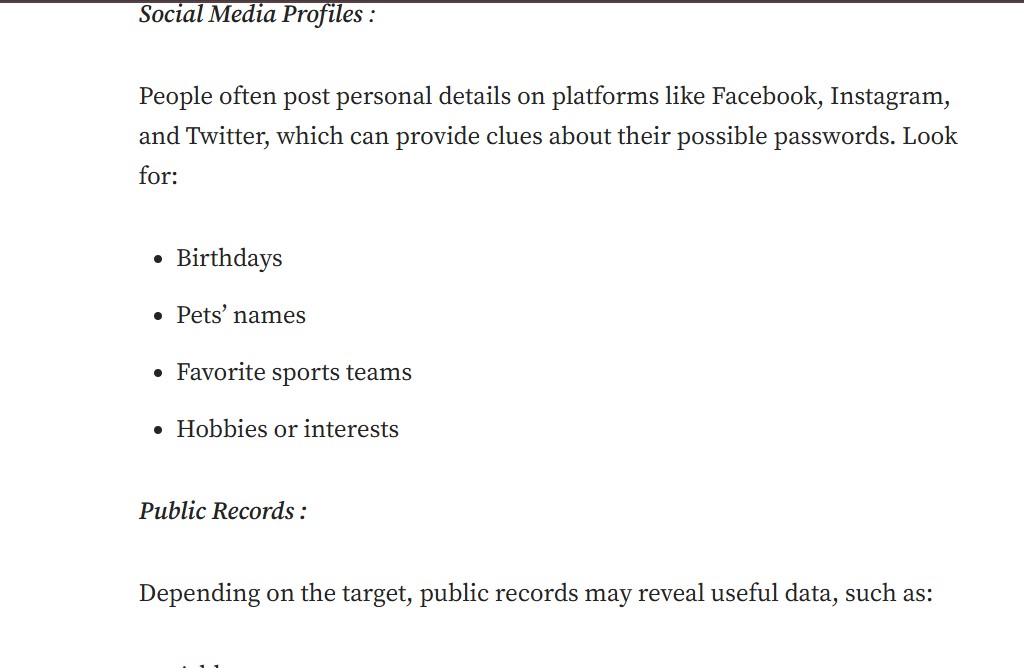 Social Media Profiles :
People often post personal details on platforms like Facebook, Instagram,
and Twitter, which can provide clues about their possible passwords. Look
for:
• Birthdays
• Pets’ names
• Favorite sports teams
• Hobbies or interests
Public Records :
Depending on the target, public records may reveal useful data, such as: